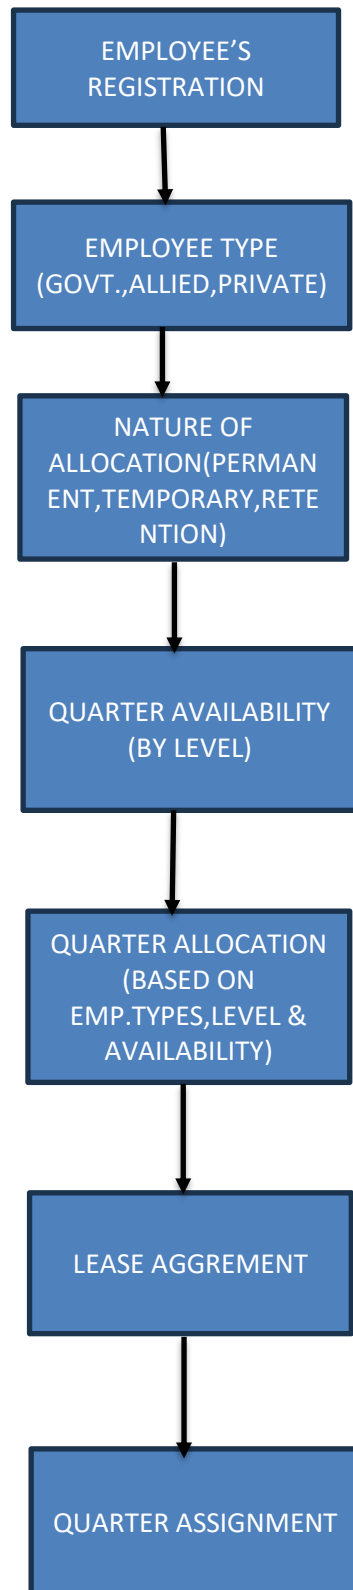 EMPLOYEE’S
REGISTRATION
EMPLOYEE TYPE
(GOVT.,ALLIED,PRIVATE)
NATURE OF
ALLOCATION(PERMAN
ENT,TEMPORARY,RETE
NTION)
QUARTER AVAILABILITY
(BY LEVEL)
QUARTER ALLOCATION
(BASED ON
EMP.TYPES,LEVEL &
AVAILABILITY)
LEASE AGGREMENT
QUARTER ASSIGNMENT